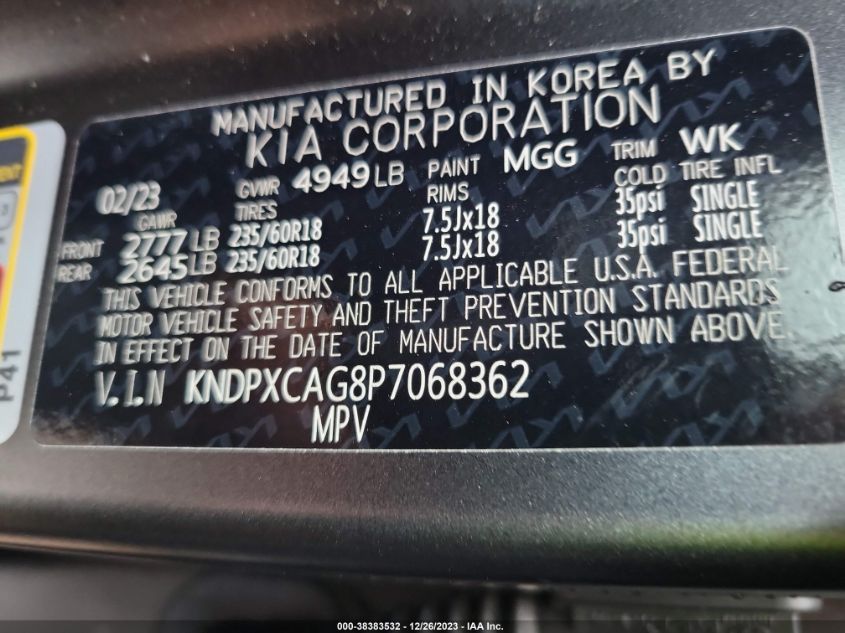 MANUFACTURED IN KOREA BY
KIA CORPORATION
02/23 GVWR 4949 LB PAINT MGG TRIM WK
GAWR TIRES RIMS COLD TIRE INFL
FRONT 2777 LB 235/60R18 7.5Jx18 35psi SINGLE
REAR 2645 LB 235/60R18 7.5Jx18 35psi SINGLE
THIS VEHICLE CONFORMS TO ALL APPLICABLE U.S.A. FEDERAL
MOTOR VEHICLE SAFETY AND THEFT PREVENTION STANDARDS
IN EFFECT ON THE DATE OF MANUFACTURE SHOWN ABOVE.
V.I.N KNDPXCAG8P7068362
MPV
P41
000-38383532 - 12/26/2023 - IAA Inc.